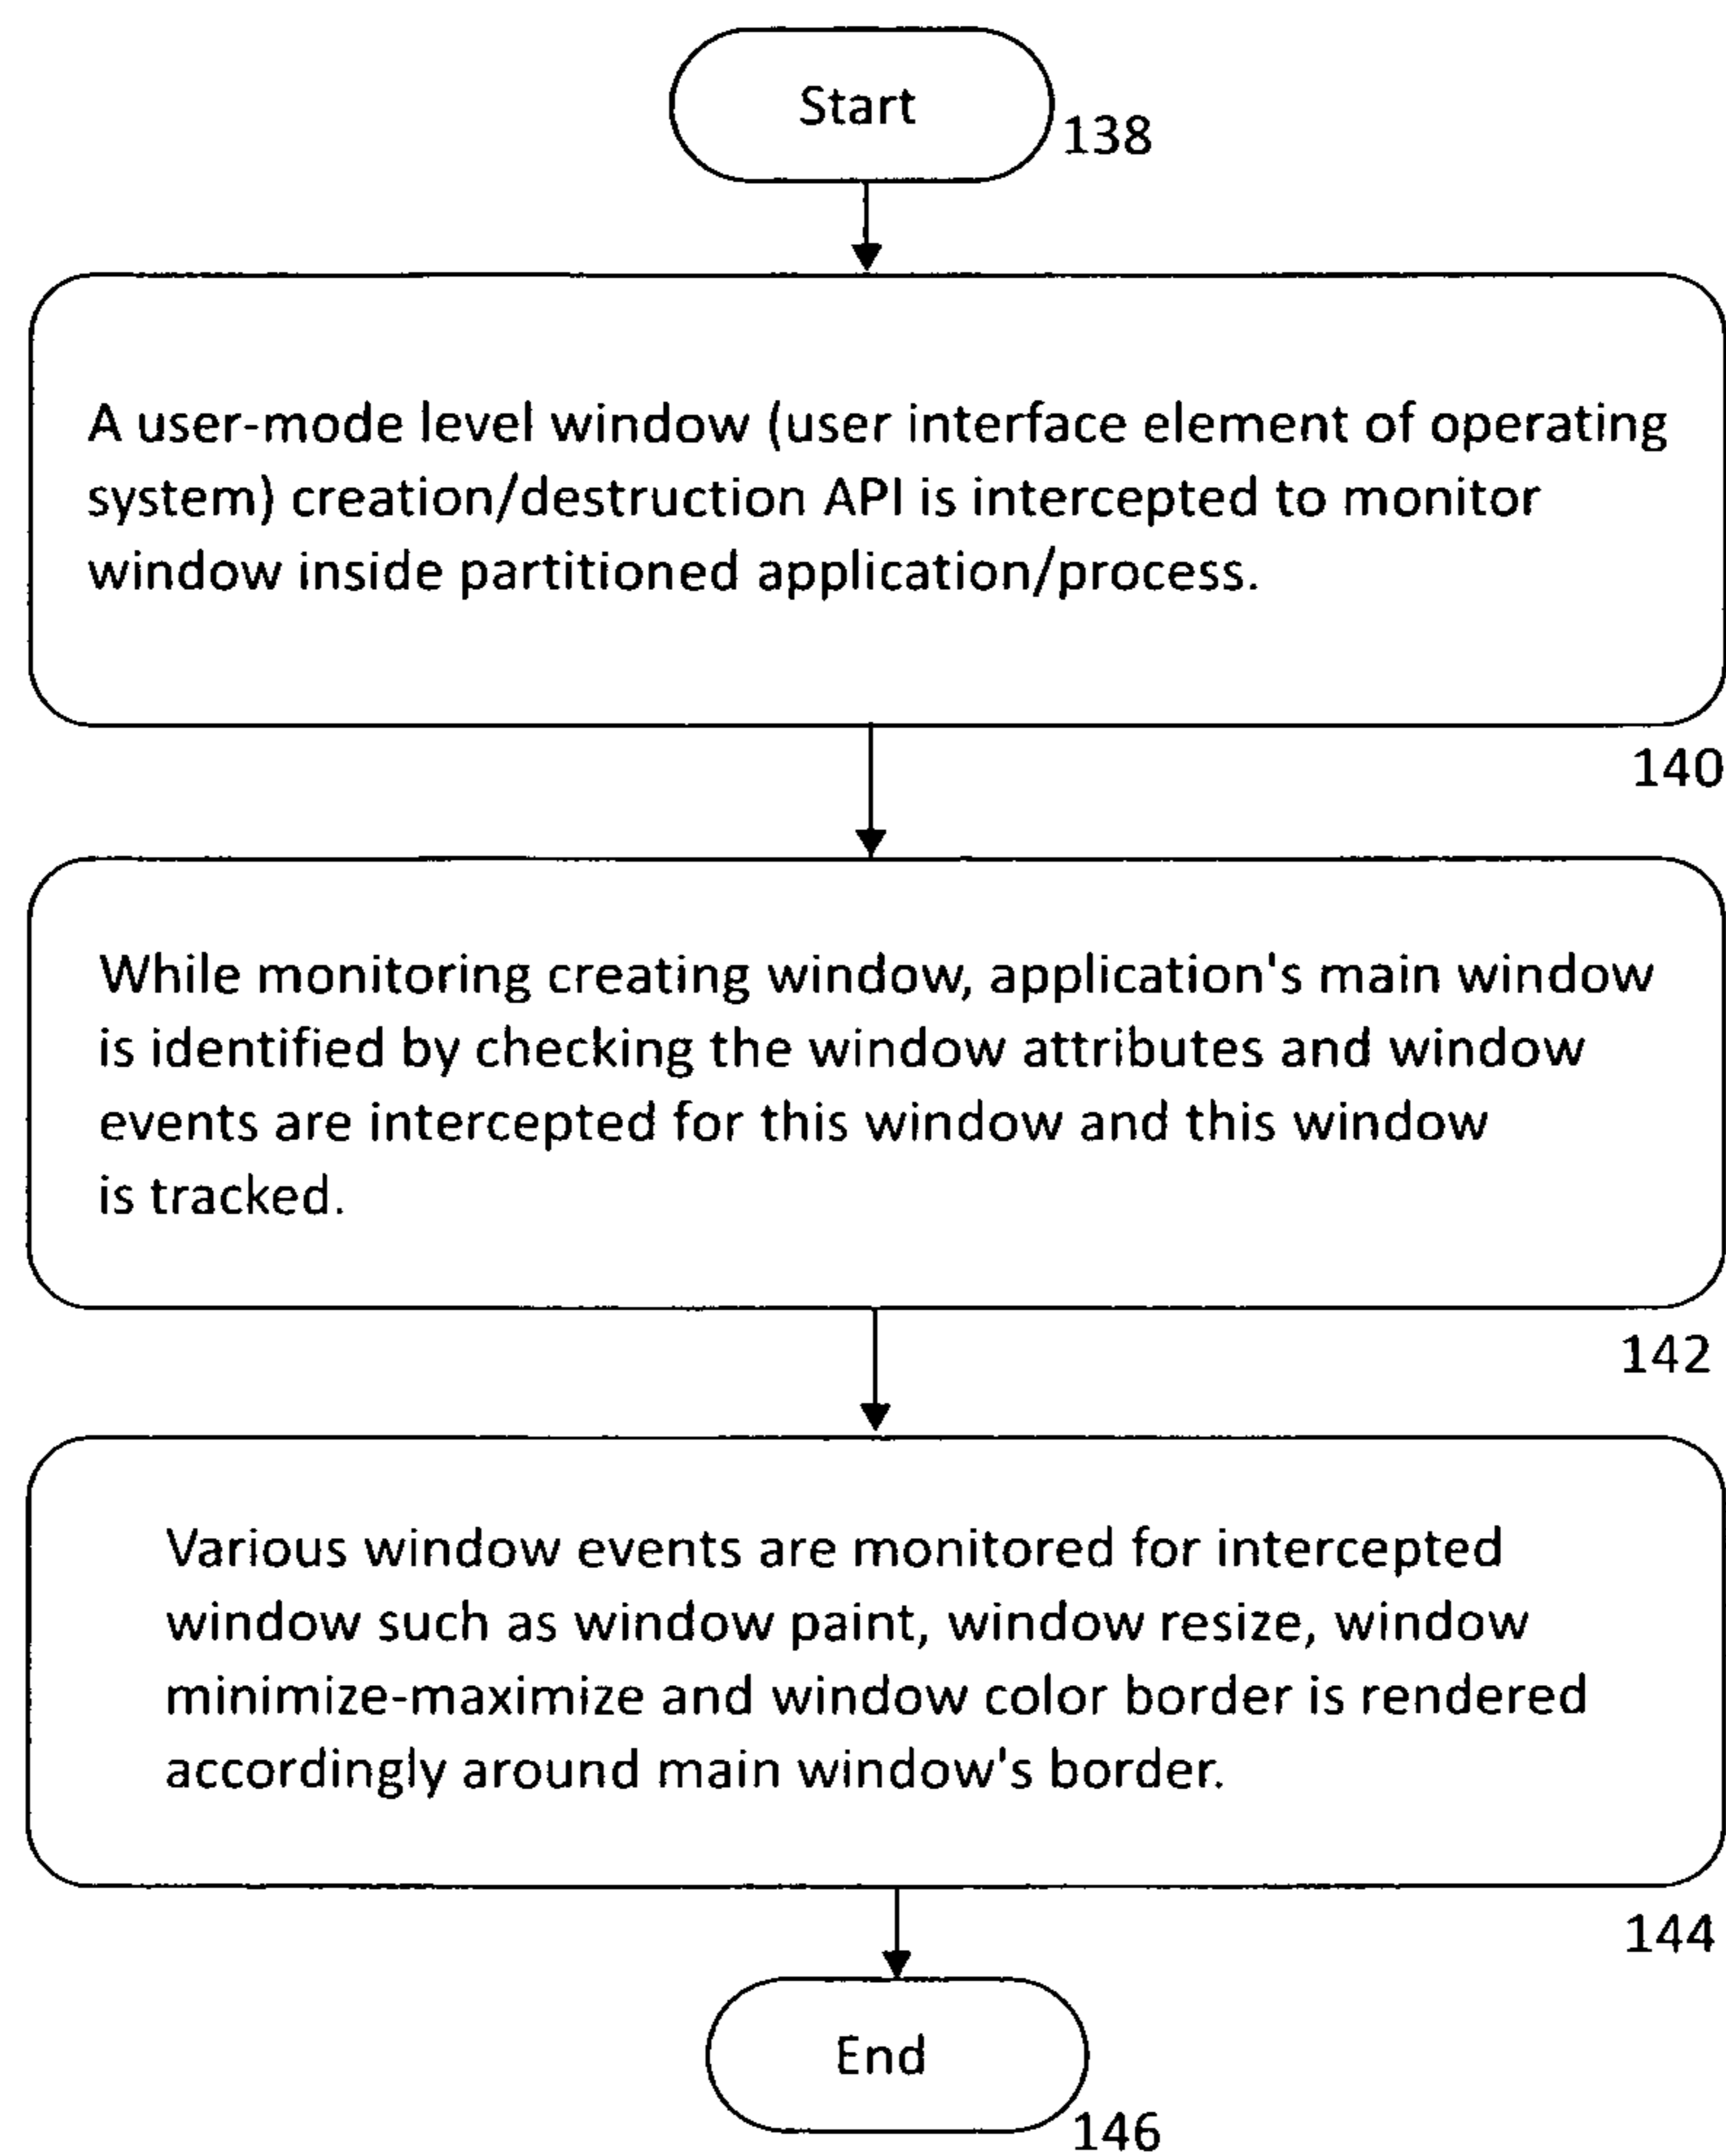 Start
138
A user-mode level window (user interface element of operating
system) creation/destruction API is intercepted to monitor
window inside partitioned application/process.
140
While monitoring creating window, application's main window
is identified by checking the window attributes and window
events are intercepted for this window and this window
is tracked.
142
Various window events are monitored for intercepted
window such as window paint, window resize, window
minimize-maximize and window color border is rendered
accordingly around main window's border.
144
End
146